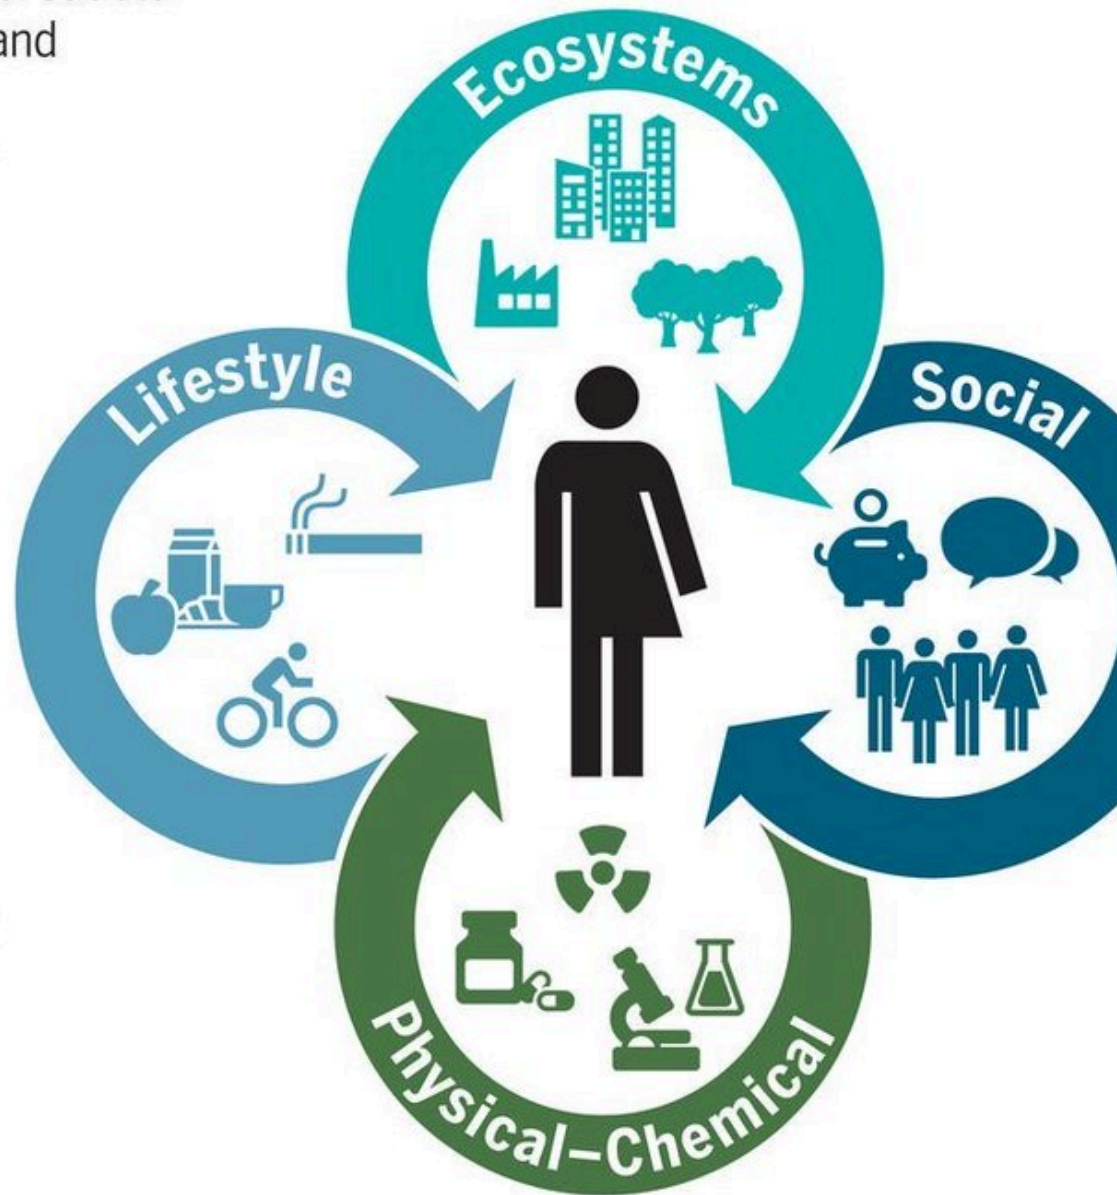 and
Ecosystems
Lifestyle
Social
Physical–Chemical